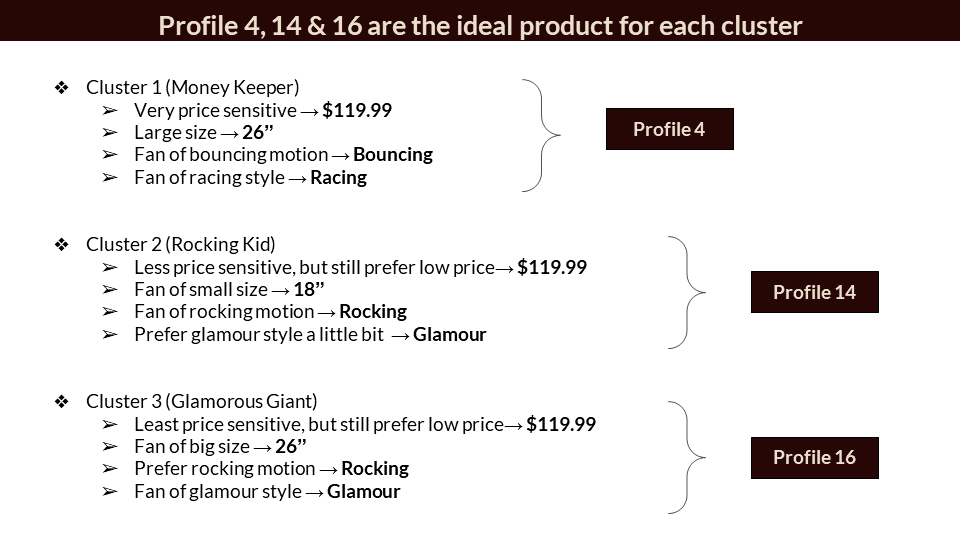 Profile 4, 14 & 16 are the ideal product for each cluster
❖ Cluster 1 (Money Keeper)
➢ Very price sensitive → $119.99
➢ Large size → 26”
➢ Fan of bouncing motion → Bouncing
➢ Fan of racing style → Racing
Profile 4
❖ Cluster 2 (Rocking Kid)
➢ Less price sensitive, but still prefer low price→ $119.99
➢ Fan of small size → 18”
➢ Fan of rocking motion → Rocking
➢ Prefer glamour style a little bit → Glamour
Profile 14
❖ Cluster 3 (Glamorous Giant)
➢ Least price sensitive, but still prefer low price→ $119.99
➢ Fan of big size → 26”
➢ Prefer rocking motion → Rocking
➢ Fan of glamour style → Glamour
Profile 16